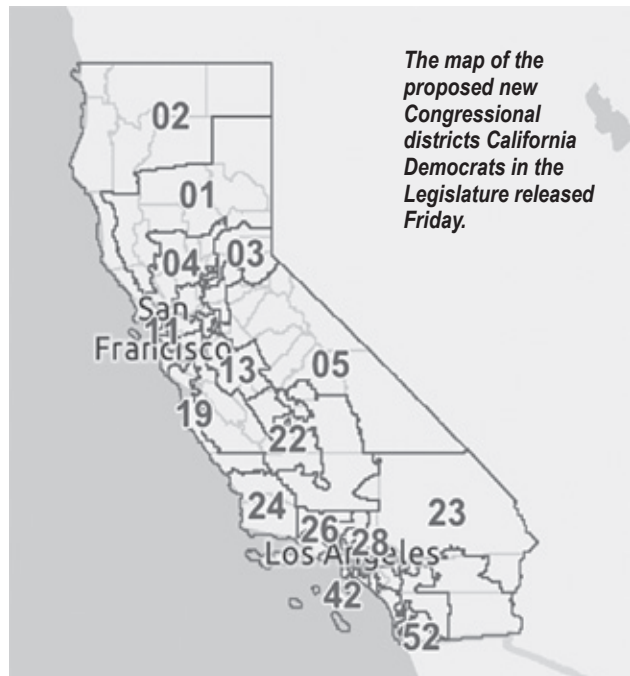 The map of the
proposed new
Congressional
districts California
Democrats in the
Legislature released
Friday.
02
01
03
04
San
11
Francisco
13
05
19
22
24
23
26
28
Los Angeles
42
52